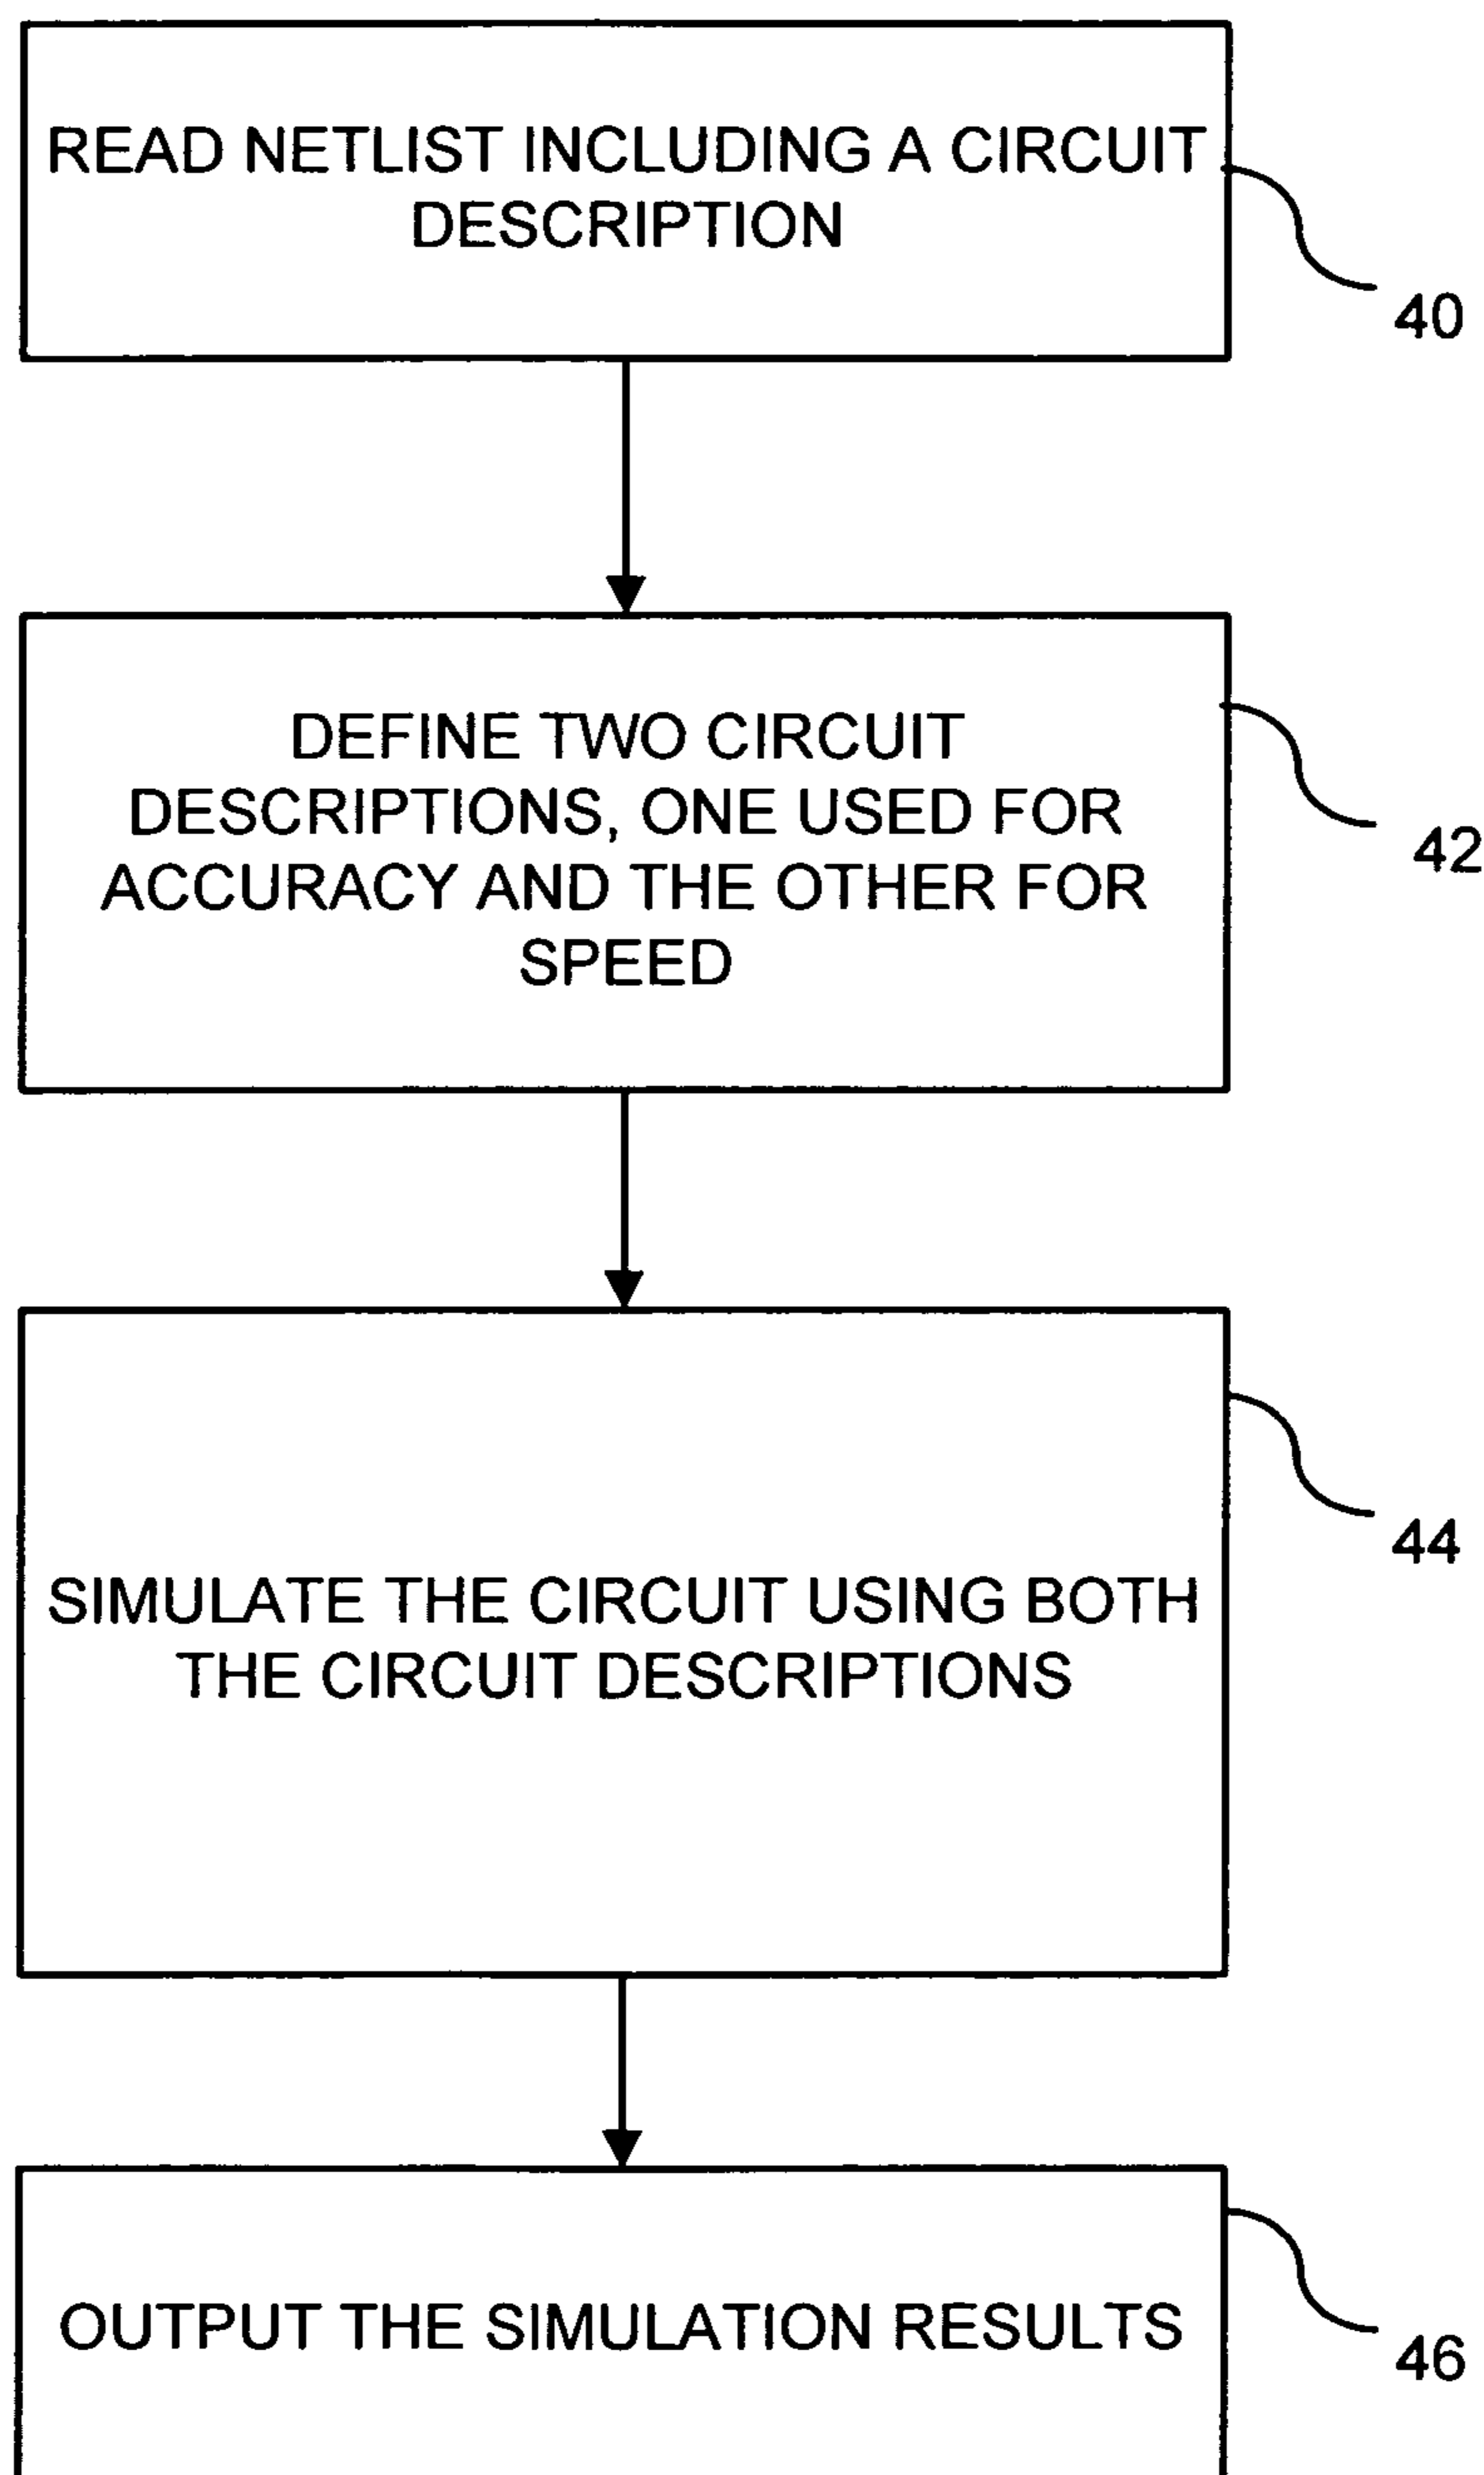 READ NETLIST INCLUDING A CIRCUIT
DESCRIPTION
40
DEFINE TWO CIRCUIT
DESCRIPTIONS, ONE USED FOR
ACCURACY AND THE OTHER FOR
SPEED
42
SIMULATE THE CIRCUIT USING BOTH
THE CIRCUIT DESCRIPTIONS
44
OUTPUT THE SIMULATION RESULTS
46